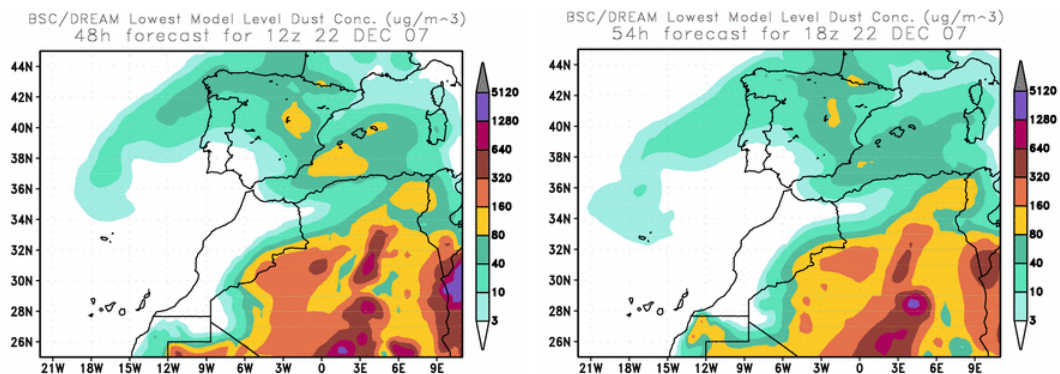 BSC/DREAM Lowest Model Level Dust Conc. (ug/m^3)
48h forecast for 12z 22 DEC 07
44N
42N
40N
38N
36N
34N
32N
30N
28N
26N
21W 18W 15W 12W 9W 6W 3W 0 3E 6E 9E
5120
1280
640
320
160
80
40
10
3
BSC/DREAM Lowest Model Level Dust Conc. (ug/m^3)
54h forecast for 18z 22 DEC 07
44N
42N
40N
38N
36N
34N
32N
30N
28N
26N
21W 18W 15W 12W 9W 6W 3W 0 3E 6E 9E
5120
1280
640
320
160
80
40
10
3